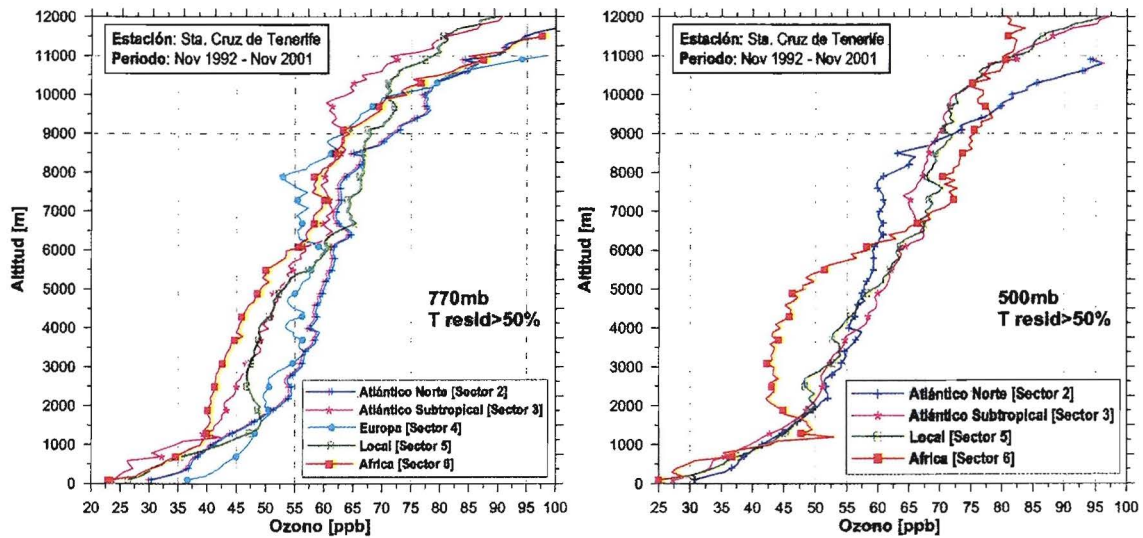 Estación: Sta. Cruz de Tenerife
Periodo: Nov 1992 - Nov 2001
12000
11000
10000
9000
8000
7000
6000
5000
4000
3000
2000
1000
0
Altitud [m]
770mb
T resid>50%
Atlántico Norte [Sector 2]
Atlántico Subtropical [Sector 3]
Europa [Sector 4]
Local [Sector 5]
Africa [Sector 6]
20 25 30 35 40 45 50 55 60 65 70 75 80 85 90 95 100
Ozono [ppb]
Estación: Sta. Cruz de Tenerife
Periodo: Nov 1992 - Nov 2001
12000
11000
10000
9000
8000
7000
6000
5000
4000
3000
2000
1000
0
Altitud [m]
500mb
T resid>50%
Atlántico Norte [Sector 2]
Atlántico Subtropical [Sector 3]
Local [Sector 5]
Africa [Sector 6]
25 30 35 40 45 50 55 60 65 70 75 80 85 90 95 100
Ozono [ppb]